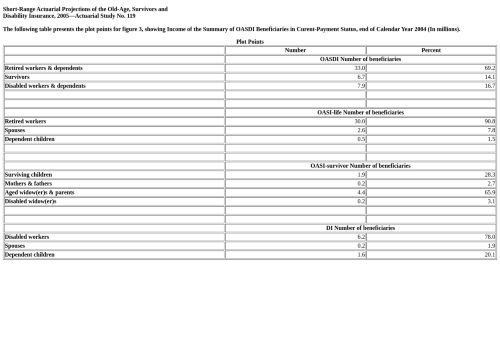 Short-Range Actuarial Projections of the Old-Age, Survivors and
Disability Insurance, 2005—Actuarial Study No. 119
The following table presents the plot points for figure 3, showing Income of the Summary of OASDI Beneficiaries in Curent-Payment Status, end of Calendar Year 2004 (In millions).
Plot Points
Number Percent
OASDI Number of beneficiaries
Retired workers & dependents 33.0 69.2
Survivors 6.7 14.1
Disabled workers & dependents 7.9 16.7
OASI-life Number of beneficiaries
Retired workers 30.0 90.8
Spouses 2.6 7.8
Dependent children 0.5 1.5
OASI-survivor Number of beneficiaries
Surviving children 1.9 28.3
Mothers & fathers 0.2 2.7
Aged widow(er)s & parents 4.4 65.9
Disabled widow(er)s 0.2 3.1
DI Number of beneficiaries
Disabled workers 6.2 78.0
Spouses 0.2 1.9
Dependent children 1.6 20.1